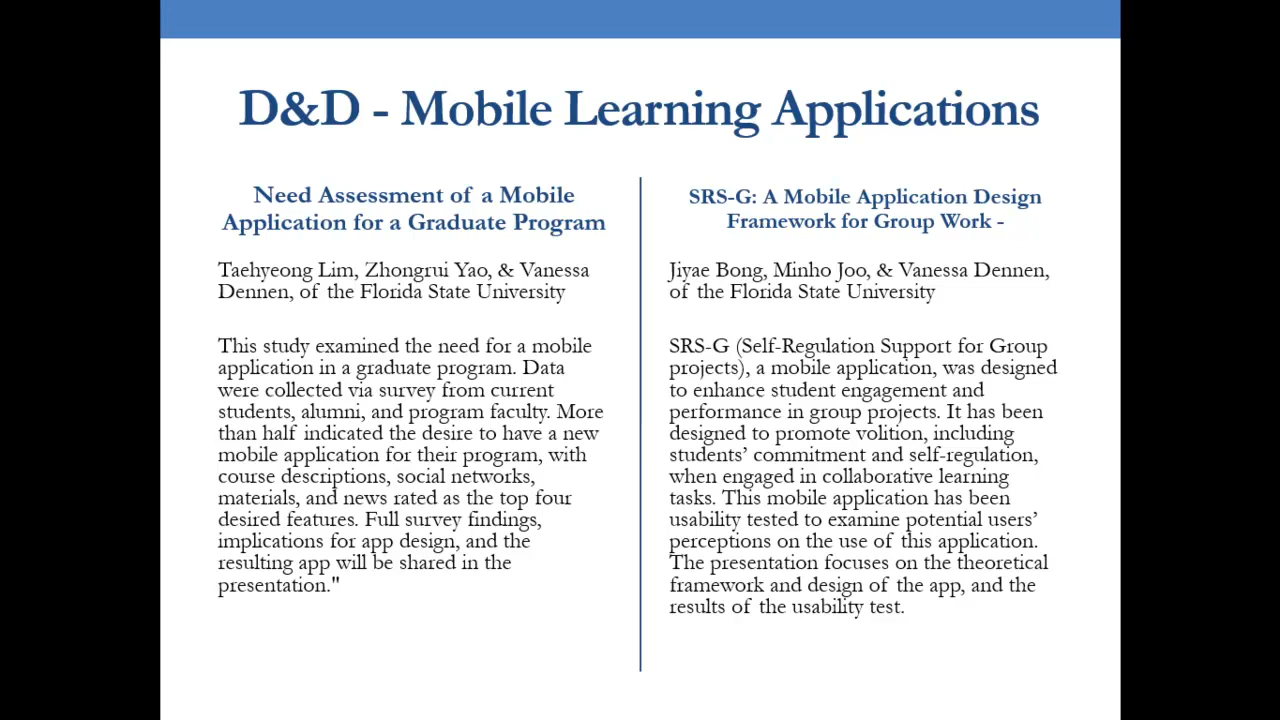 D&D - Mobile Learning Applications
Need Assessment of a Mobile
Application for a Graduate Program
Taehyeong Lim, Zhongrui Yao, & Vanessa
Dennen, of the Florida State University
This study examined the need for a mobile
application in a graduate program. Data
were collected via survey from current
students, alumni, and program faculty. More
than half indicated the desire to have a new
mobile application for their program, with
course descriptions, social networks,
materials, and news rated as the top four
desired features. Full survey findings,
implications for app design, and the
resulting app will be shared in the
presentation."
SRS-G: A Mobile Application Design
Framework for Group Work -
Jiyae Bong, Minho Joo, & Vanessa Dennen,
of the Florida State University
SRS-G (Self-Regulation Support for Group
projects), a mobile application, was designed
to enhance student engagement and
performance in group projects. It has been
designed to promote volition, including
students’ commitment and self-regulation,
when engaged in collaborative learning
tasks. This mobile application has been
usability tested to examine potential users’
perceptions on the use of this application.
The presentation focuses on the theoretical
framework and design of the app, and the
results of the usability test.